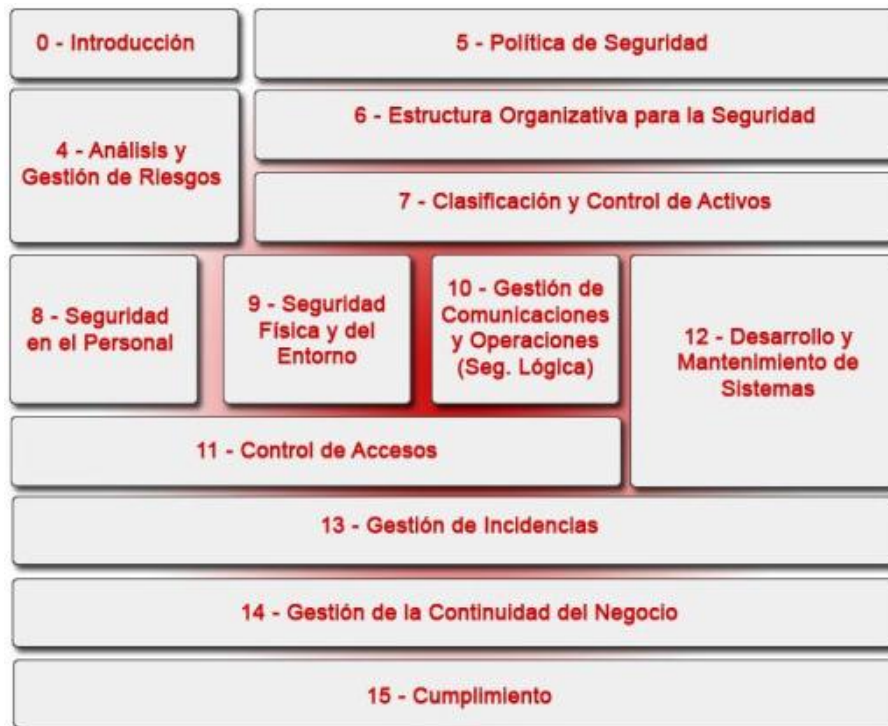 0 - Introducción
5 - Política de Seguridad
4 - Análisis y
Gestión de Riesgos
6 - Estructura Organizativa para la Seguridad
7 - Clasificación y Control de Activos
8 - Seguridad
en el Personal
9 - Seguridad
Física y del
Entorno
10 - Gestión de
Comunicaciones
y Operaciones
(Seg. Lógica)
12 - Desarrollo y
Mantenimiento de
Sistemas
11 - Control de Accesos
13 - Gestión de Incidencias
14 - Gestión de la Continuidad del Negocio
15 - Cumplimiento